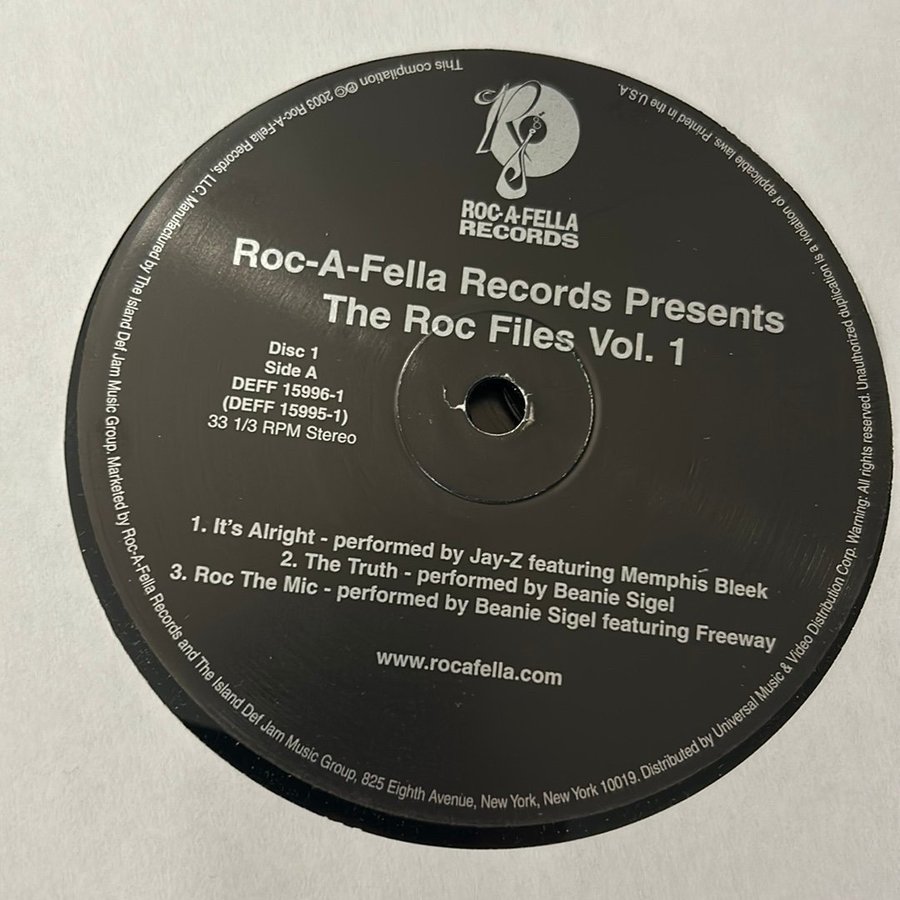 ROC-A-FELLA
RECORDS
Roc-A-Fella Records Presents
The Roc Files Vol. 1
Disc 1
Side A
DEFF 15996-1
(DEFF 15995-1)
33 1/3 RPM Stereo
1. It's Alright - performed by Jay-Z featuring Memphis Bleek
2. The Truth - performed by Beanie Sigel
3. Roc The Mic - performed by Beanie Sigel featuring Freeway
www.rocafella.com
This compilation ℗© 2003 Roc-A-Fella Records, LLC. Manufactured by The Island Def Jam Music Group. Marketed by Roc-A-Fella Records and The Island Def Jam Music Group, 825 Eighth Avenue, New York, New York 10019. Distributed by Universal Music & Video Distribution Corp. Warning: All rights reserved. Unauthorized duplication is a violation of applicable laws. Printed in the U.S.A.